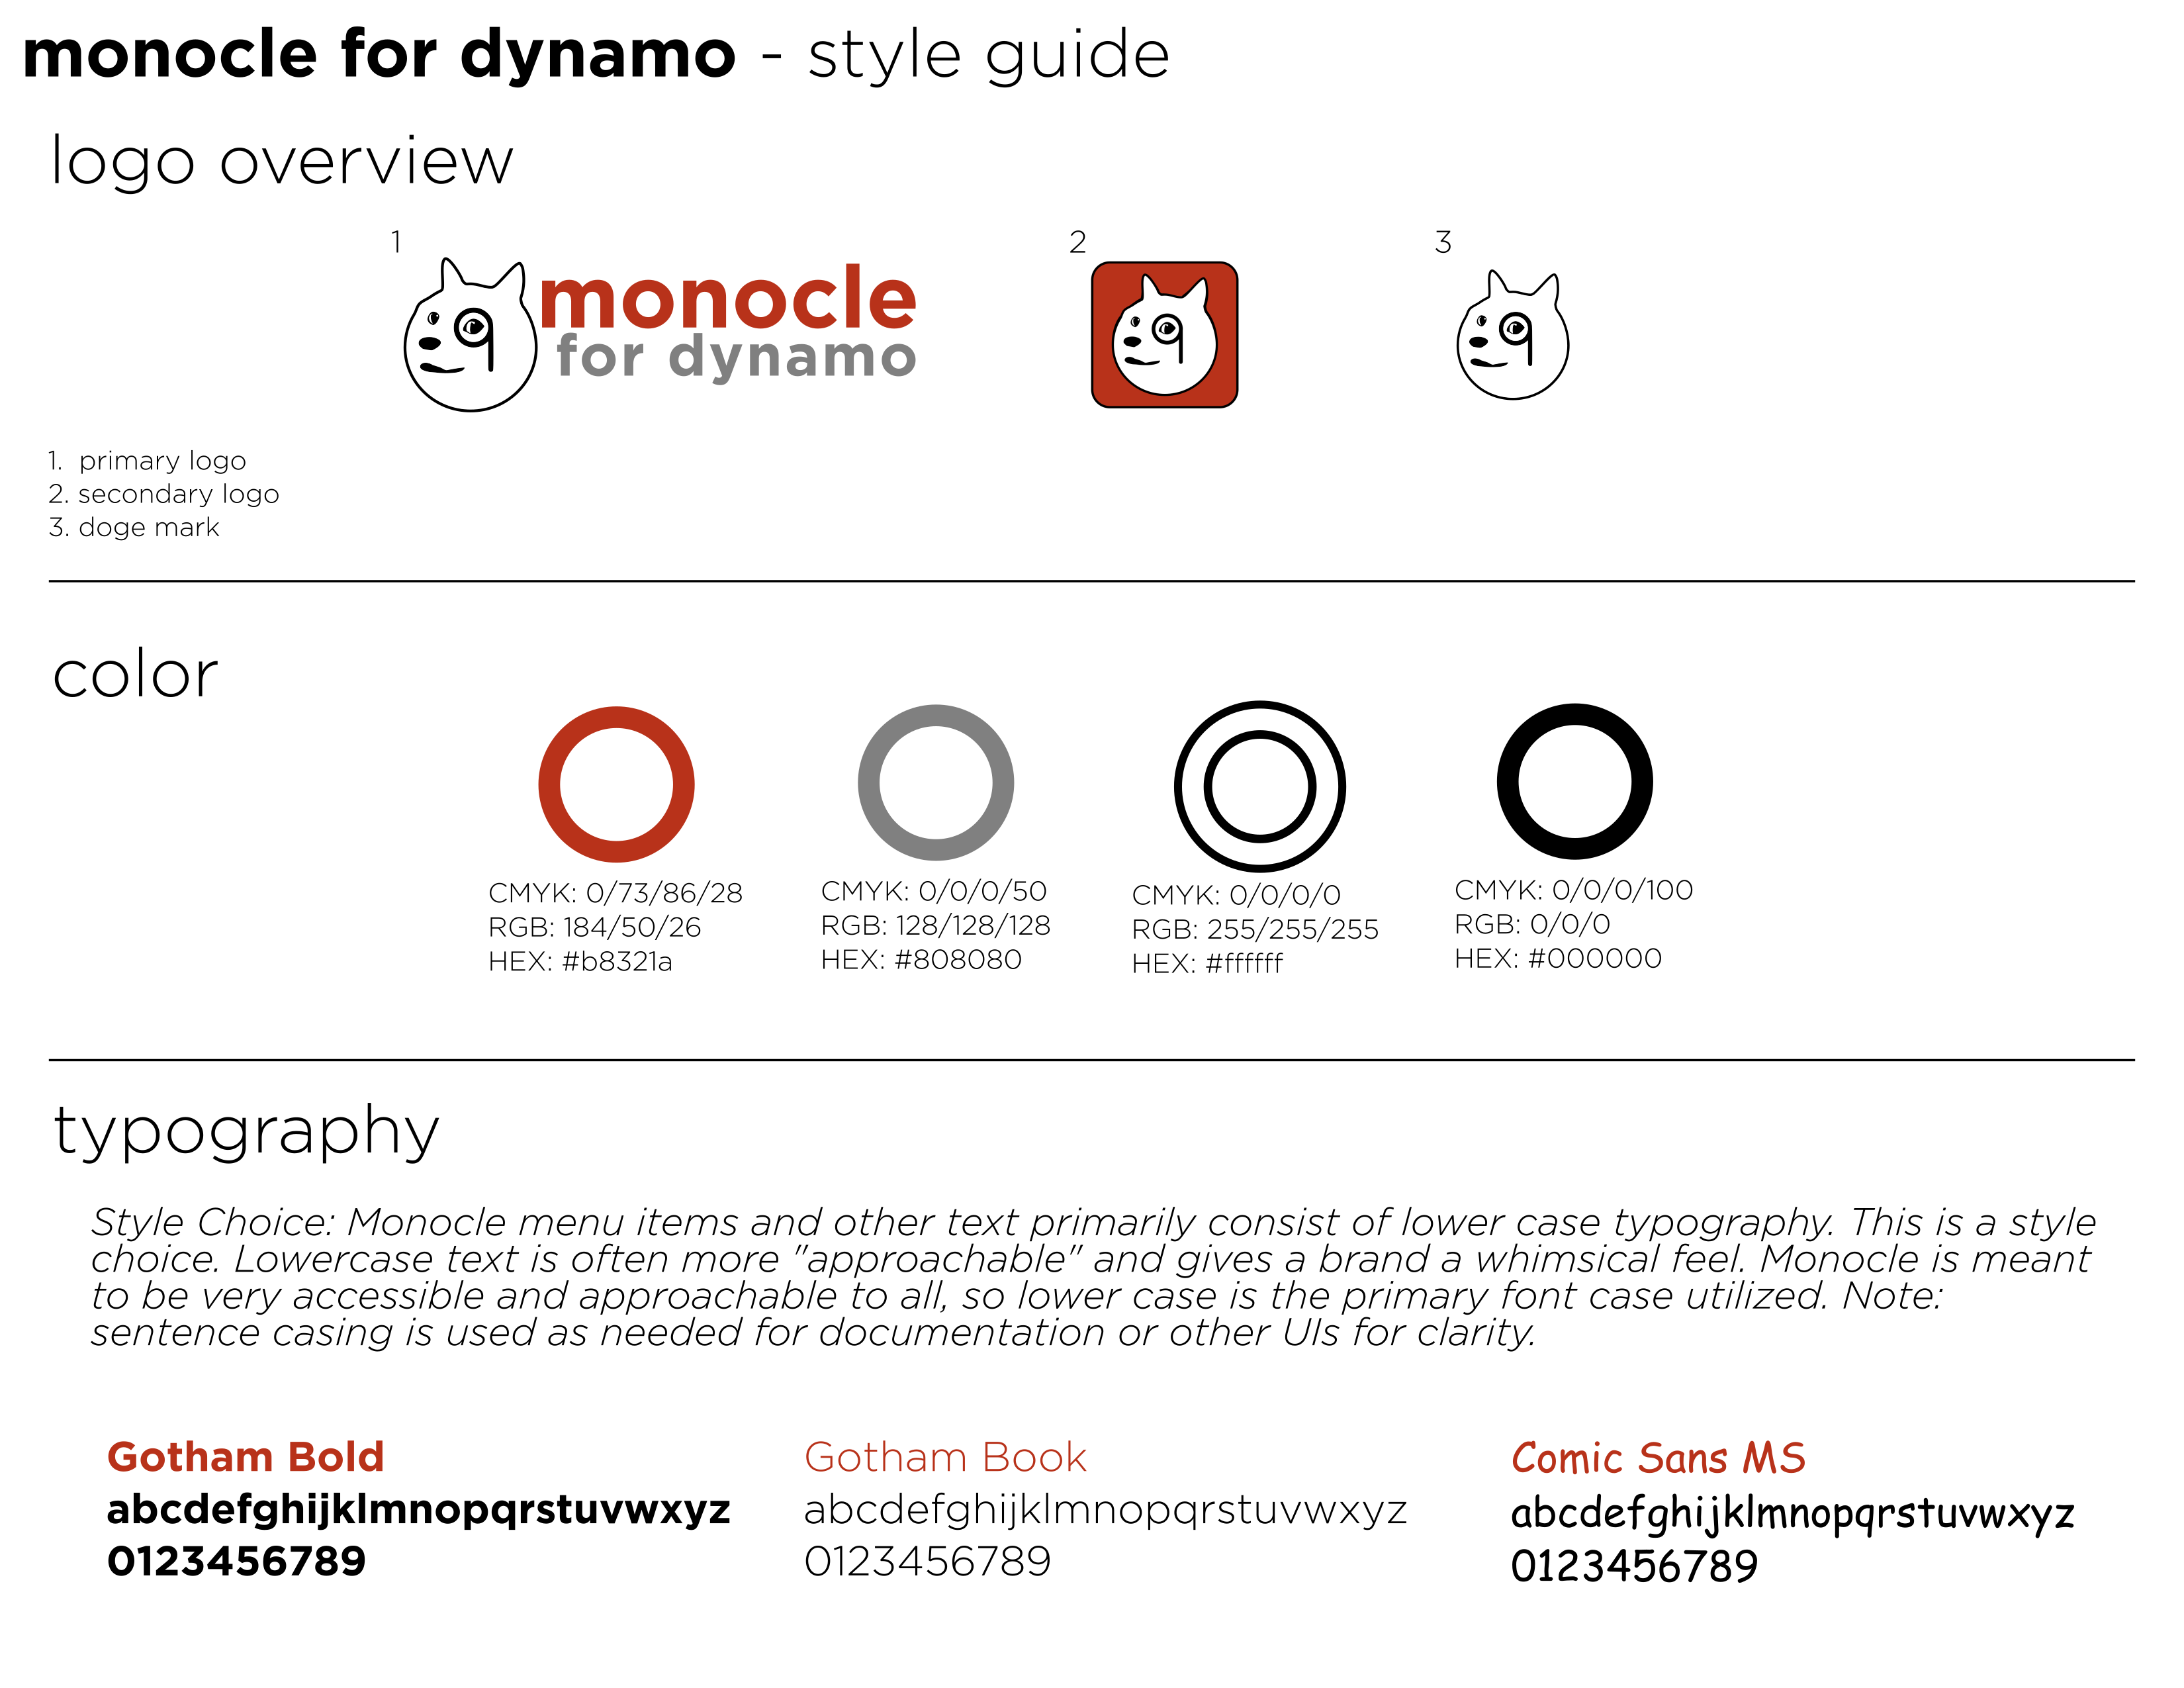 monocle for dynamo - style guide
logo overview
1
2
3
monocle
for dynamo
1. primary logo
2. secondary logo
3. doge mark
color
CMYK: 0/73/86/28
RGB: 184/50/26
HEX: #b8321a
CMYK: 0/0/0/50
RGB: 128/128/128
HEX: #808080
CMYK: 0/0/0/0
RGB: 255/255/255
HEX: #ffffff
CMYK: 0/0/0/100
RGB: 0/0/0
HEX: #000000
typography
Style Choice: Monocle menu items and other text primarily consist of lower case typography. This is a style
choice. Lowercase text is often more "approachable" and gives a brand a whimsical feel. Monocle is meant
to be very accessible and approachable to all, so lower case is the primary font case utilized. Note:
sentence casing is used as needed for documentation or other UIs for clarity.
Gotham Bold
abcdefghijklmnopqrstuvwxyz
0123456789
Gotham Book
abcdefghijklmnopqrstuvwxyz
0123456789
Comic Sans MS
abcdefghijklmnopqrstuvwxyz
0123456789